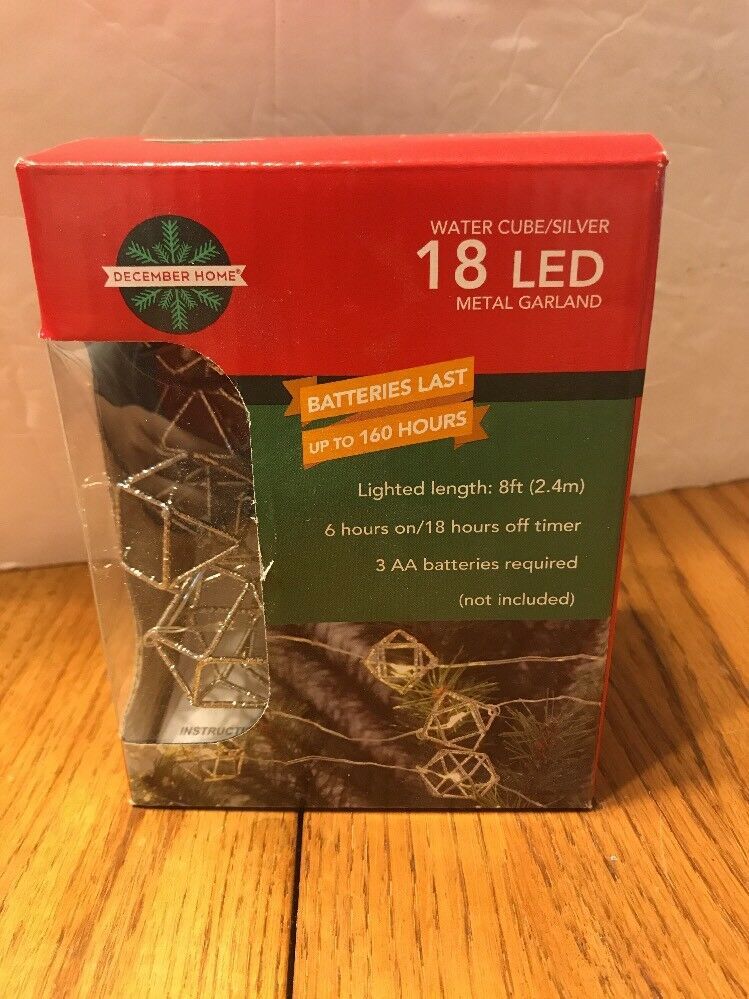 DECEMBER HOME®
WATER CUBE/SILVER
18 LED
METAL GARLAND
BATTERIES LAST
UP TO 160 HOURS
Lighted length: 8ft (2.4m)
6 hours on/18 hours off timer
3 AA batteries required
(not included)
INSTRUCTI